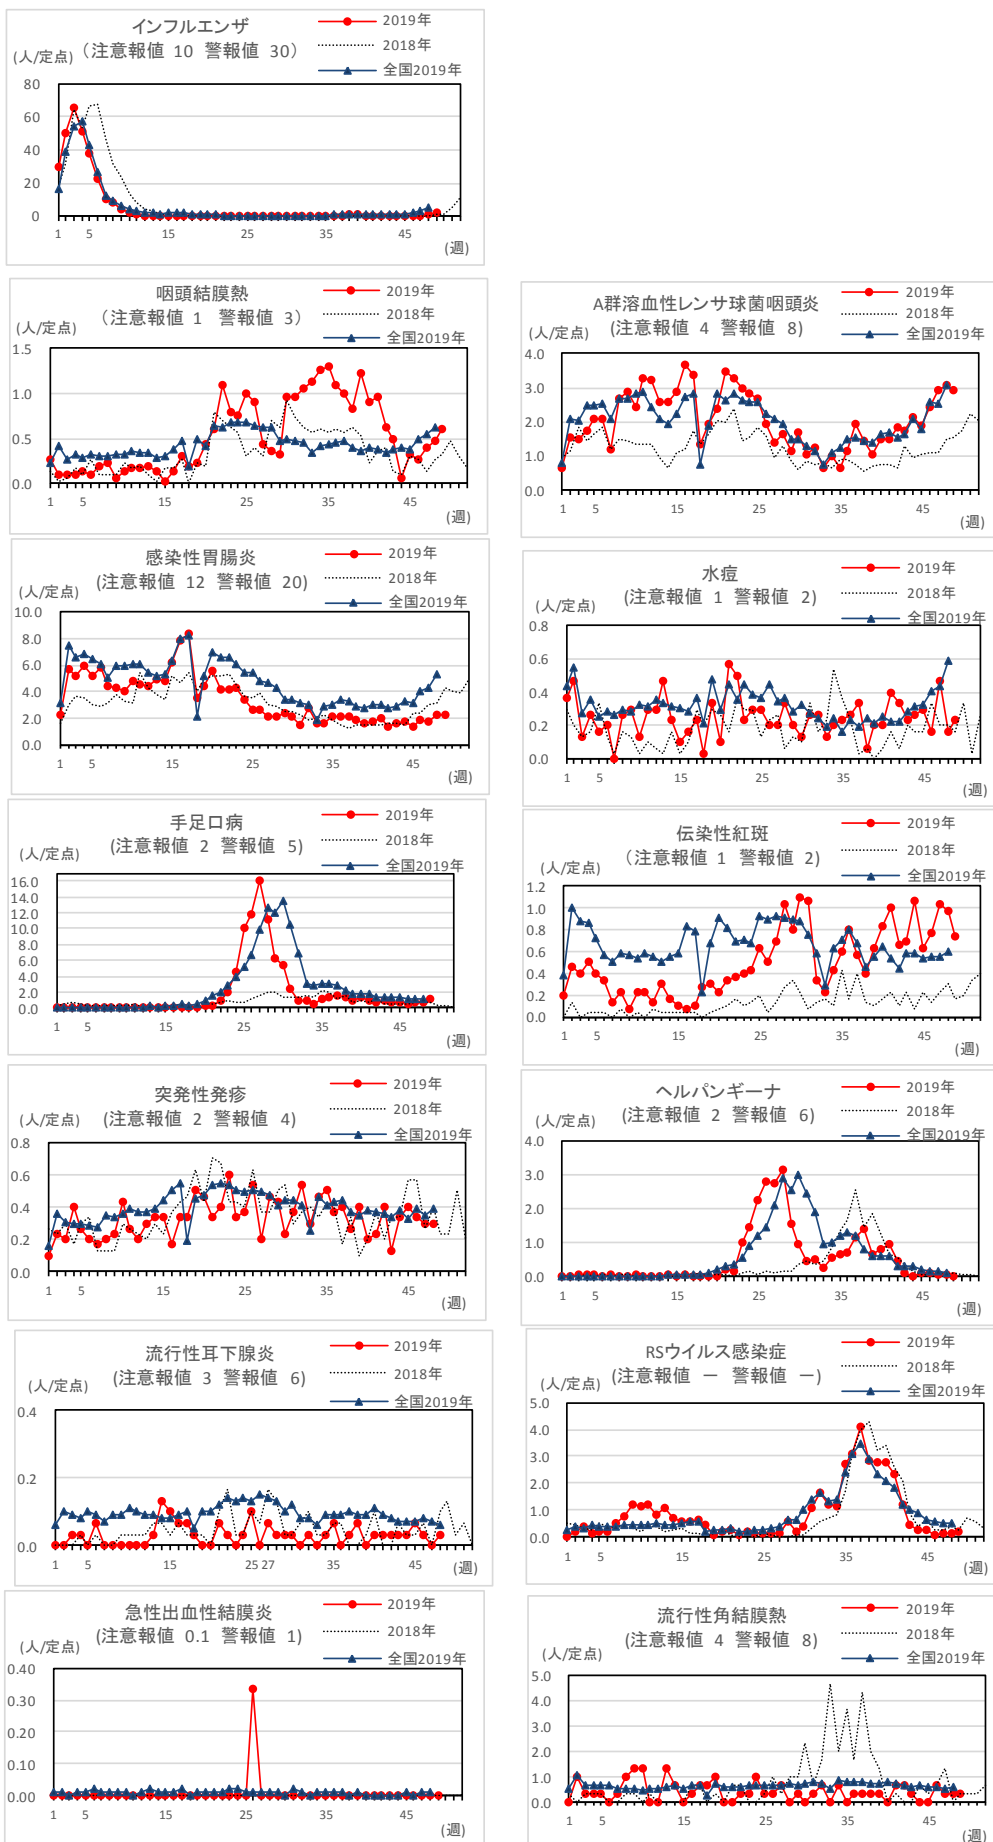 インフルエンザ
（注意報値 10 警報値 30）
(人/定点)
2019年
2018年
全国2019年
80
60
40
20
0
1 5 15 25 35 45
(週)
咽頭結膜熱
（注意報値 1 警報値 3）
(人/定点)
2019年
2018年
全国2019年
1.5
1.0
0.5
0.0
1 5 15 25 35 45
(週)
A群溶血性レンサ球菌咽頭炎
(注意報値 4 警報値 8)
(人/定点)
2019年
2018年
全国2019年
4.0
3.0
2.0
1.0
0.0
1 5 15 25 35 45
(週)
感染性胃腸炎
(注意報値 12 警報値 20)
(人/定点)
2019年
2018年
全国2019年
10.0
8.0
6.0
4.0
2.0
0.0
1 5 15 25 35 45
(週)
水痘
(注意報値 1 警報値 2)
(人/定点)
2019年
2018年
全国2019年
0.8
0.6
0.4
0.2
0.0
1 5 15 25 35 45
(週)
手足口病
(注意報値 2 警報値 5)
(人/定点)
2019年
2018年
全国2019年
16.0
14.0
12.0
10.0
8.0
6.0
4.0
2.0
0.0
1 5 15 25 35 45
(週)
伝染性紅斑
（注意報値 1 警報値 2)
(人/定点)
2019年
2018年
全国2019年
1.2
1.0
0.8
0.6
0.4
0.2
0.0
1 5 15 25 35 45
(週)
突発性発疹
(注意報値 2 警報値 4)
(人/定点)
2019年
2018年
全国2019年
0.8
0.6
0.4
0.2
0.0
1 5 15 25 35 45
(週)
ヘルパンギーナ
(注意報値 2 警報値 6)
(人/定点)
2019年
2018年
全国2019年
4.0
3.0
2.0
1.0
0.0
1 5 15 25 35 45
(週)
流行性耳下腺炎
(注意報値 3 警報値 6)
(人/定点)
2019年
2018年
全国2019年
0.4
0.2
0.0
1 5 15 25 27 35 45
(週)
RSウイルス感染症
(注意報値 ー 警報値 ー)
(人/定点)
2019年
2018年
全国2019年
5.0
4.0
3.0
2.0
1.0
0.0
1 5 15 25 35 45
(週)
急性出血性結膜炎
(注意報値 0.1 警報値 1)
(人/定点)
2019年
2018年
全国2019年
0.40
0.30
0.20
0.10
0.00
1 5 15 25 35 45
(週)
流行性角結膜熱
(注意報値 4 警報値 8)
(人/定点)
2019年
2018年
全国2019年
5.0
4.0
3.0
2.0
1.0
0.0
1 5 15 25 35 45
(週)